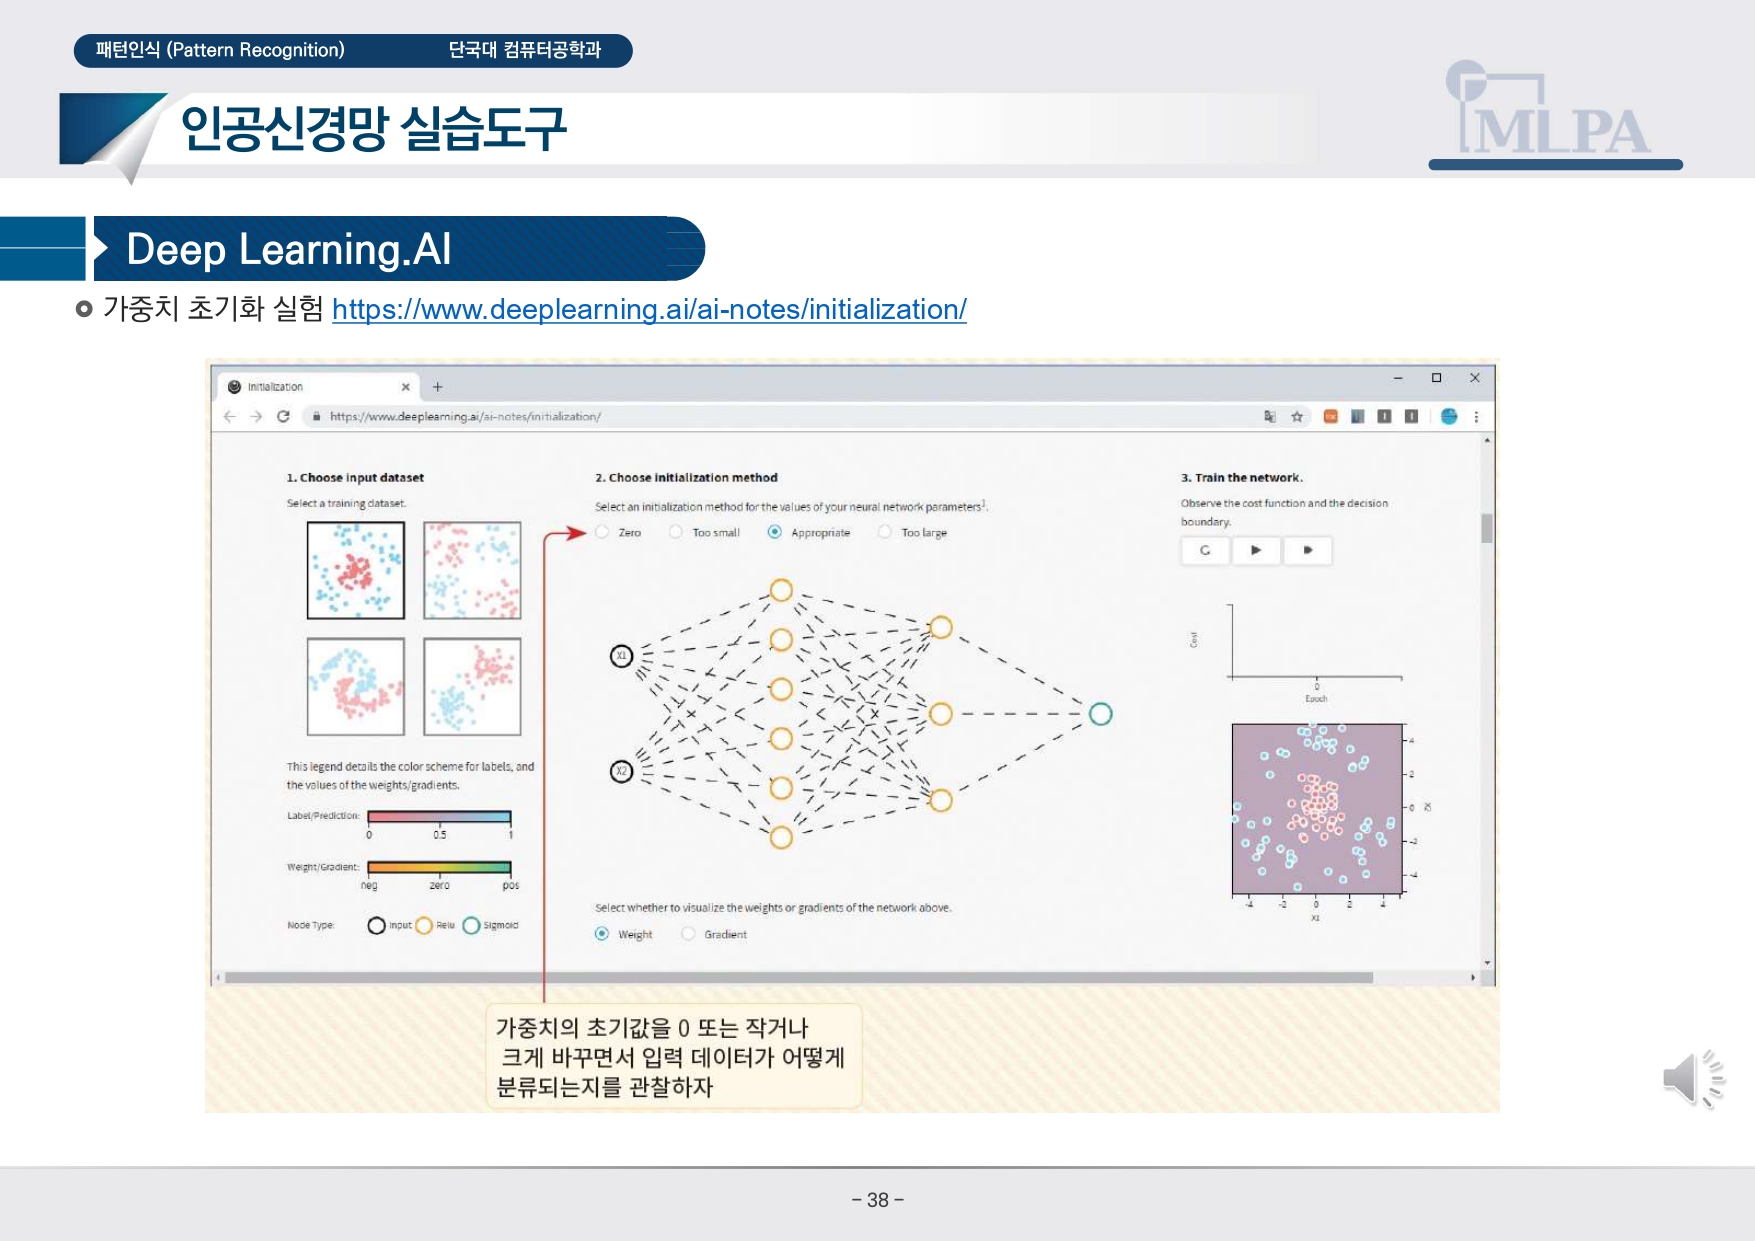 패턴인식 (Pattern Recognition) 단국대 컴퓨터공학과
인공신경망 실습도구
MLPA
Deep Learning.AI
가중치 초기화 실험 https://www.deeplearning.ai/ai-notes/initialization/
Initialization
https://www.deeplearning.ai/ai-notes/initialization/
1. Choose input dataset
Select a training dataset.
This legend details the color scheme for labels, and
the values of the weights/gradients.
Label/Prediction:
0 0.5 1
Weight/Gradient:
neg zero pos
Node Type: Input Relu Sigmoid
2. Choose initialization method
Select an initialization method for the values of your neural network parameters¹.
Zero Too small Appropriate Too large
X1
X2
Select whether to visualize the weights or gradients of the network above.
Weight Gradient
3. Train the network.
Observe the cost function and the decision
boundary.
Cost
0
Epoch
4
2
0
-2
-4
X2
-4 -2 0 2 4
X1
가중치의 초기값을 0 또는 작거나
크게 바꾸면서 입력 데이터가 어떻게
분류되는지를 관찰하자
- 38 -